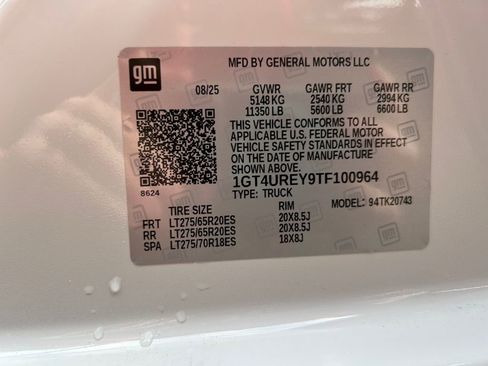 gm
MFD BY GENERAL MOTORS LLC
08/25 GVWR GAWR FRT GAWR RR
5148 KG 2540 KG 2994 KG
11350 LB 5600 LB 6600 LB
THIS VEHICLE CONFORMS TO ALL
APPLICABLE U.S. FEDERAL MOTOR
VEHICLE SAFETY STANDARDS IN EFFECT
ON THE DATE OF MANUFACTURE
SHOWN ABOVE.
1GT4UREY9TF100964
8624
TYPE: TRUCK
MODEL: 94TK20743
TIRE SIZE RIM
FRT LT275/65R20ES 20X8.5J
RR LT275/65R20ES 20X8.5J
SPA LT275/70R18ES 18X8J